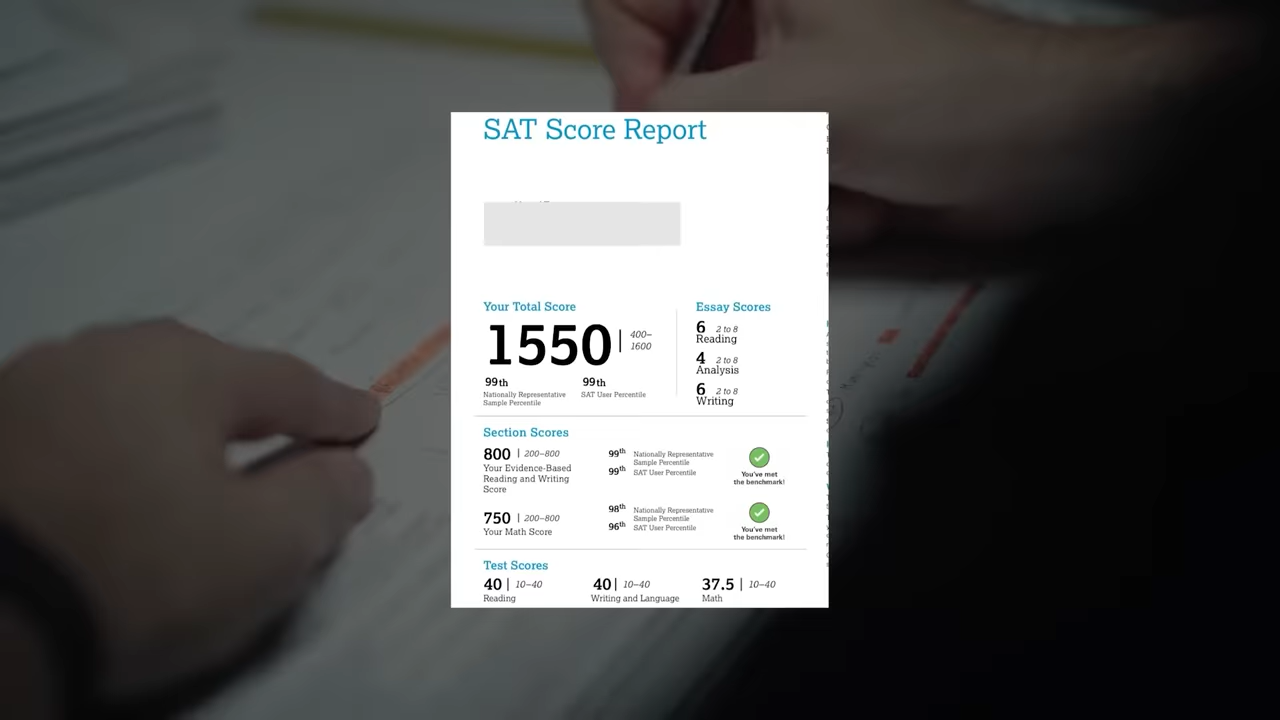 SAT Score Report
Your Total Score
1550 | 400–
1600
99th
Nationally Representative
Sample Percentile
99th
SAT User Percentile
Essay Scores
6 2 to 8
Reading
4 2 to 8
Analysis
6 2 to 8
Writing
Section Scores
800 | 200–800
Your Evidence-Based
Reading and Writing
Score
99th Nationally Representative
Sample Percentile
99th SAT User Percentile
You've met
the benchmark!
750 | 200–800
Your Math Score
98th Nationally Representative
Sample Percentile
96th SAT User Percentile
You've met
the benchmark!
Test Scores
40 | 10–40
Reading
40 | 10–40
Writing and Language
37.5 | 10–40
Math